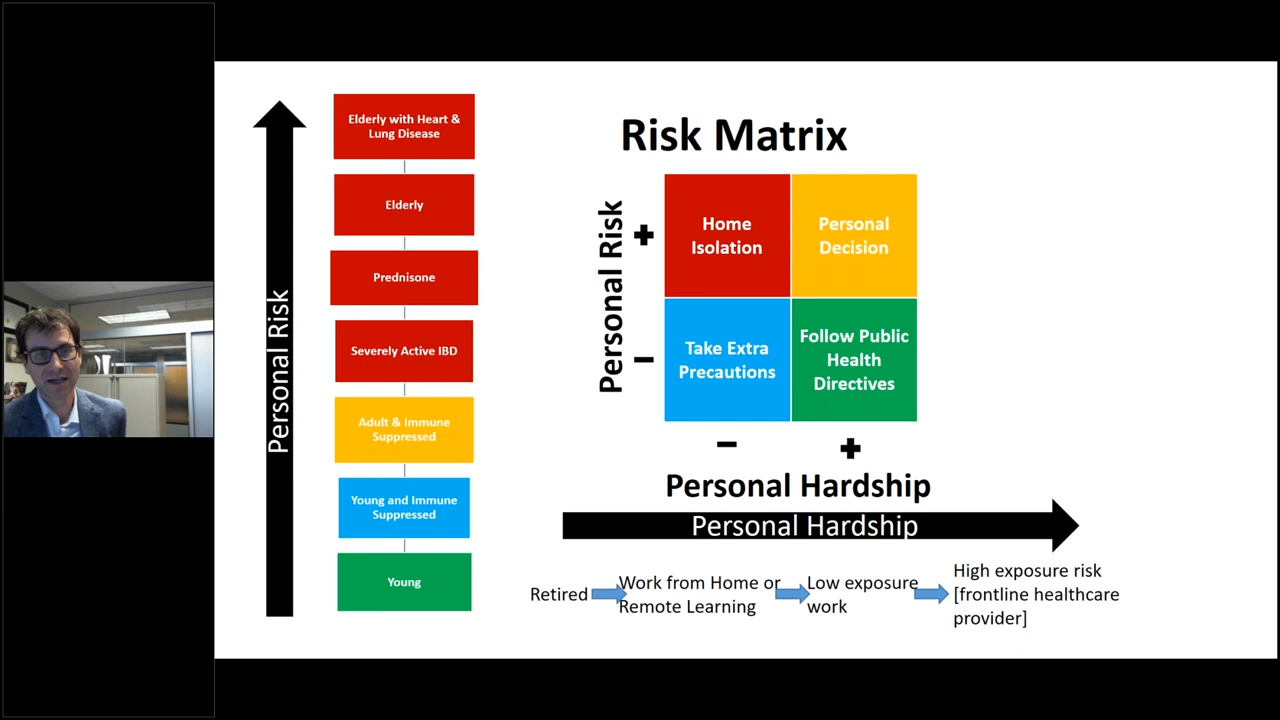 Personal Risk
Elderly with Heart &
Lung Disease
Elderly
Prednisone
Severely Active IBD
Adult & Immune
Suppressed
Young and Immune
Suppressed
Young
Risk Matrix
Personal Risk
+
−
Home
Isolation
Personal
Decision
Take Extra
Precautions
Follow Public
Health
Directives
− +
Personal Hardship
Personal Hardship
Retired
Work from Home or
Remote Learning
Low exposure
work
High exposure risk
[frontline healthcare
provider]